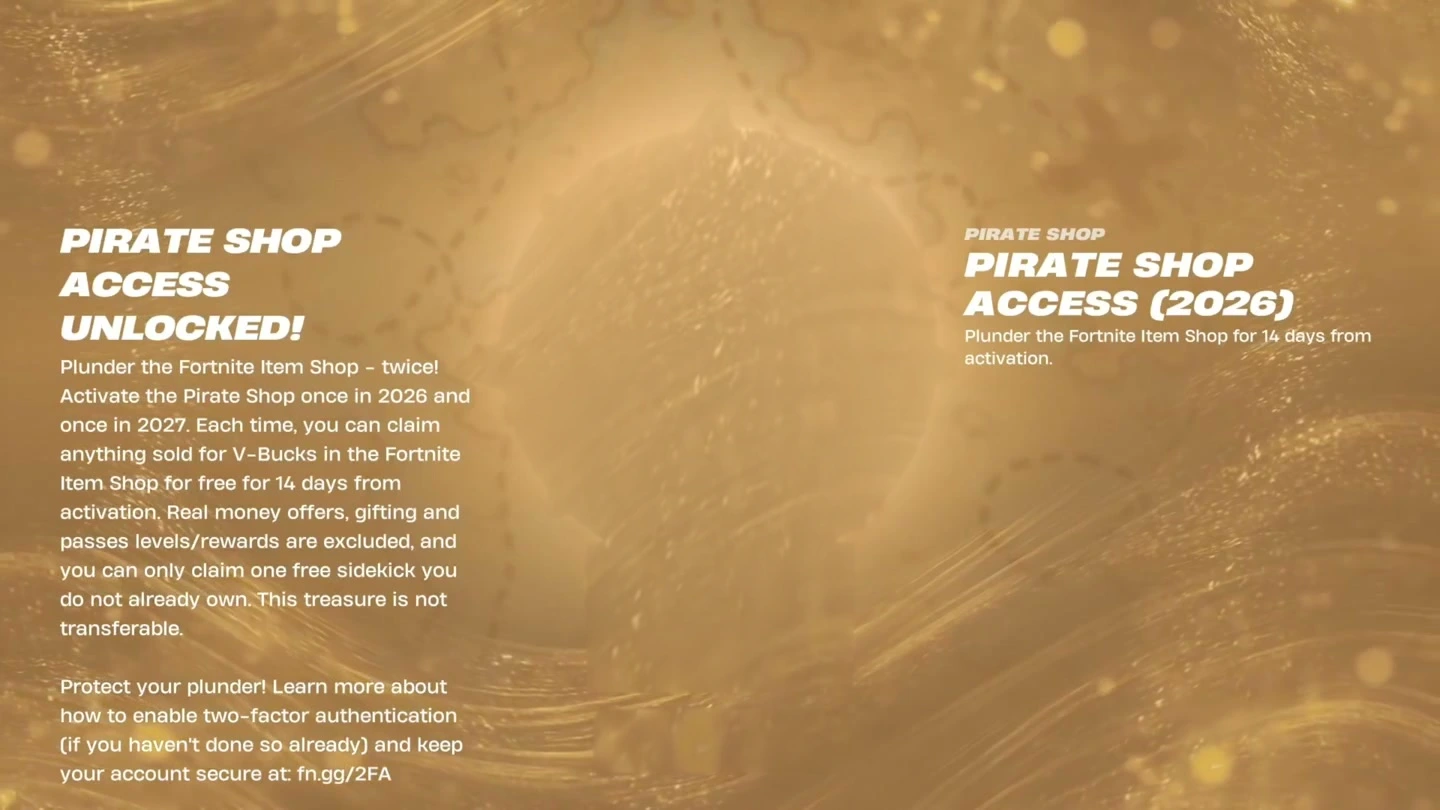 PIRATE SHOP
ACCESS
UNLOCKED!
Plunder the Fortnite Item Shop - twice!
Activate the Pirate Shop once in 2026 and
once in 2027. Each time, you can claim
anything sold for V-Bucks in the Fortnite
Item Shop for free for 14 days from
activation. Real money offers, gifting and
passes levels/rewards are excluded, and
you can only claim one free sidekick you
do not already own. This treasure is not
transferable.
Protect your plunder! Learn more about
how to enable two-factor authentication
(if you haven't done so already) and keep
your account secure at: fn.gg/2FA
PIRATE SHOP
PIRATE SHOP
ACCESS (2026)
Plunder the Fortnite Item Shop for 14 days from
activation.